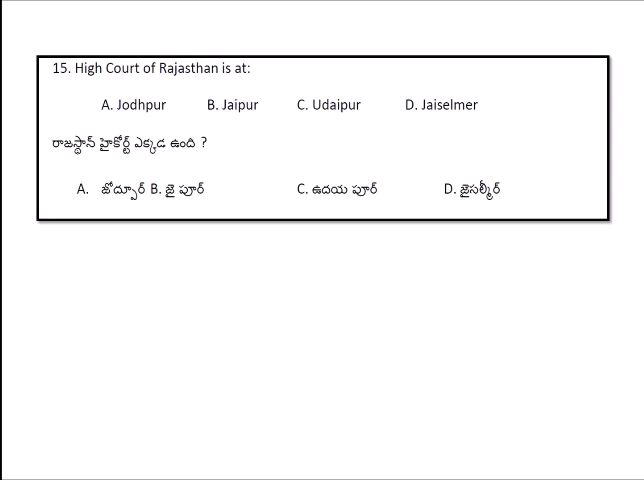 15. High Court of Rajasthan is at:
A. Jodhpur B. Jaipur C. Udaipur D. Jaiselmer
రాజస్థాన్ హైకోర్ట్ ఎక్కడ ఉంది ?
A. జోద్పూర్ B. జై పూర్ C. ఉదయ పూర్ D. జైసల్మీర్